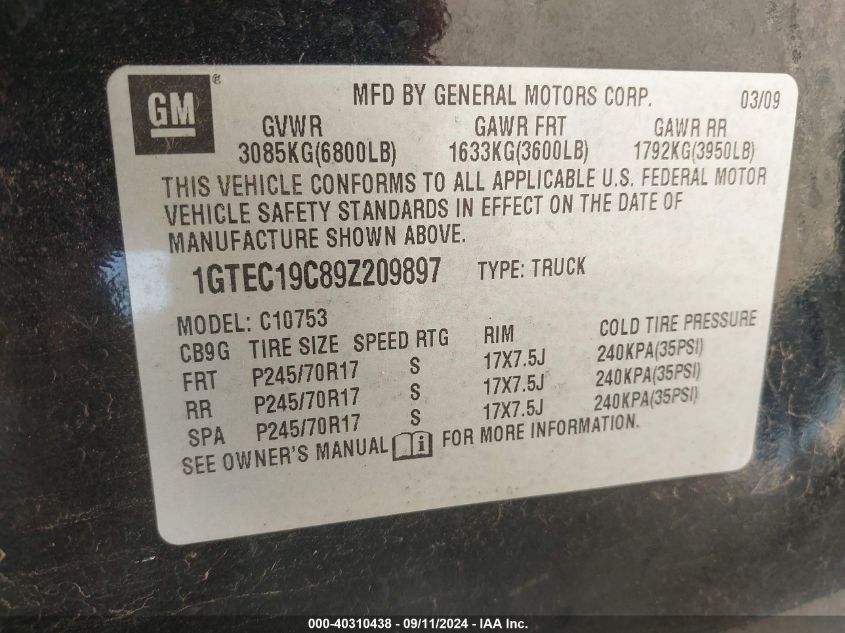 GM®
MFD BY GENERAL MOTORS CORP. 03/09
GVWR GAWR FRT GAWR RR
3085KG(6800LB) 1633KG(3600LB) 1792KG(3950LB)
THIS VEHICLE CONFORMS TO ALL APPLICABLE U.S. FEDERAL MOTOR
VEHICLE SAFETY STANDARDS IN EFFECT ON THE DATE OF
MANUFACTURE SHOWN ABOVE.
1GTEC19C89Z209897 TYPE: TRUCK
MODEL: C10753
CB9G TIRE SIZE SPEED RTG RIM COLD TIRE PRESSURE
FRT P245/70R17 S 17X7.5J 240KPA(35PSI)
RR P245/70R17 S 17X7.5J 240KPA(35PSI)
SPA P245/70R17 S 17X7.5J 240KPA(35PSI)
SEE OWNER'S MANUAL i FOR MORE INFORMATION.
000-40310438 - 09/11/2024 - IAA Inc.